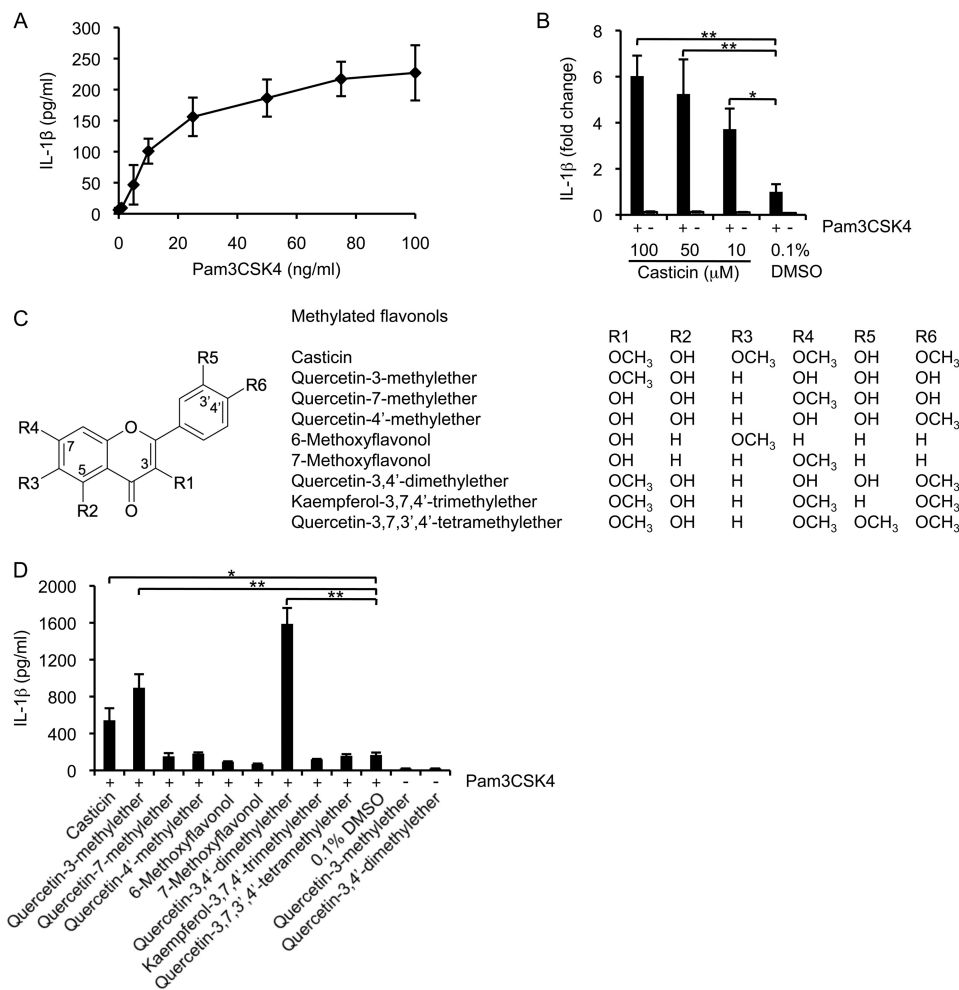 A
300
250
200
150
100
50
0
IL-1β (pg/ml)
0 20 40 60 80 100
Pam3CSK4 (ng/ml)
B
** 
**
*
8
6
4
2
0
IL-1β (fold change)
+ - + - + - + - Pam3CSK4
100 50 10 0.1%
Casticin (μM) DMSO
C
R5
R6
3'
4'
R4
7
O
R3
5
3
R1
R2
O
Methylated flavonols
R1 R2 R3 R4 R5 R6
Casticin OCH3 OH OCH3 OCH3 OH OCH3
Quercetin-3-methylether OCH3 OH H OH OH OH
Quercetin-7-methylether OH OH H OCH3 OH OH
Quercetin-4'-methylether OH OH H OH OH OCH3
6-Methoxyflavonol OH H OCH3 H H H
7-Methoxyflavonol OH H H OCH3 H H
Quercetin-3,4'-dimethylether OCH3 OH H OH OH OCH3
Kaempferol-3,7,4'-trimethylether OCH3 OH H OCH3 H OCH3
Quercetin-3,7,3',4'-tetramethylether OCH3 OH H OCH3 OCH3 OCH3
D
*
**
**
2000
1600
1200
800
400
0
IL-1β (pg/ml)
+ + + + + + + + + + - - Pam3CSK4
Casticin
Quercetin-3-methylether
Quercetin-7-methylether
Quercetin-4'-methylether
6-Methoxyflavonol
7-Methoxyflavonol
Quercetin-3,4'-dimethylether
Kaempferol-3,7,4'-trimethylether
Quercetin-3,7,3',4'-tetramethylether
0.1% DMSO
Quercetin-3-methylether
Quercetin-3,4'-dimethylether